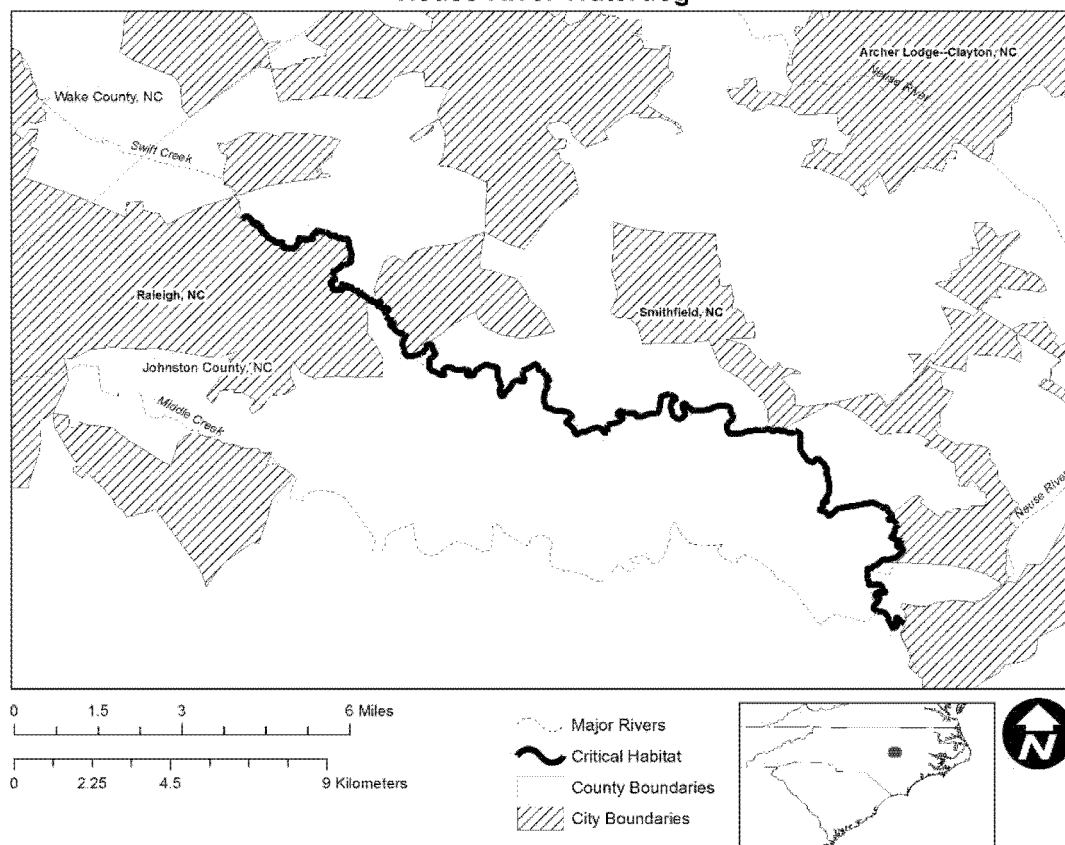 Archer Lodge--Clayton, NC
Neuse River
Wake County, NC
Swift Creek
Raleigh, NC
Smithfield, NC
Johnston County, NC
Middle Creek
Neuse River
0 1.5 3 6 Miles
0 2.25 4.5 9 Kilometers
Major Rivers
Critical Habitat
County Boundaries
City Boundaries
N